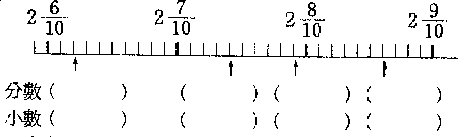 2 6/10 2 7/10 2 8/10 2 9/10
分數( ) ( ) ( ) ( )
小數( ) ( ) ( ) ( )